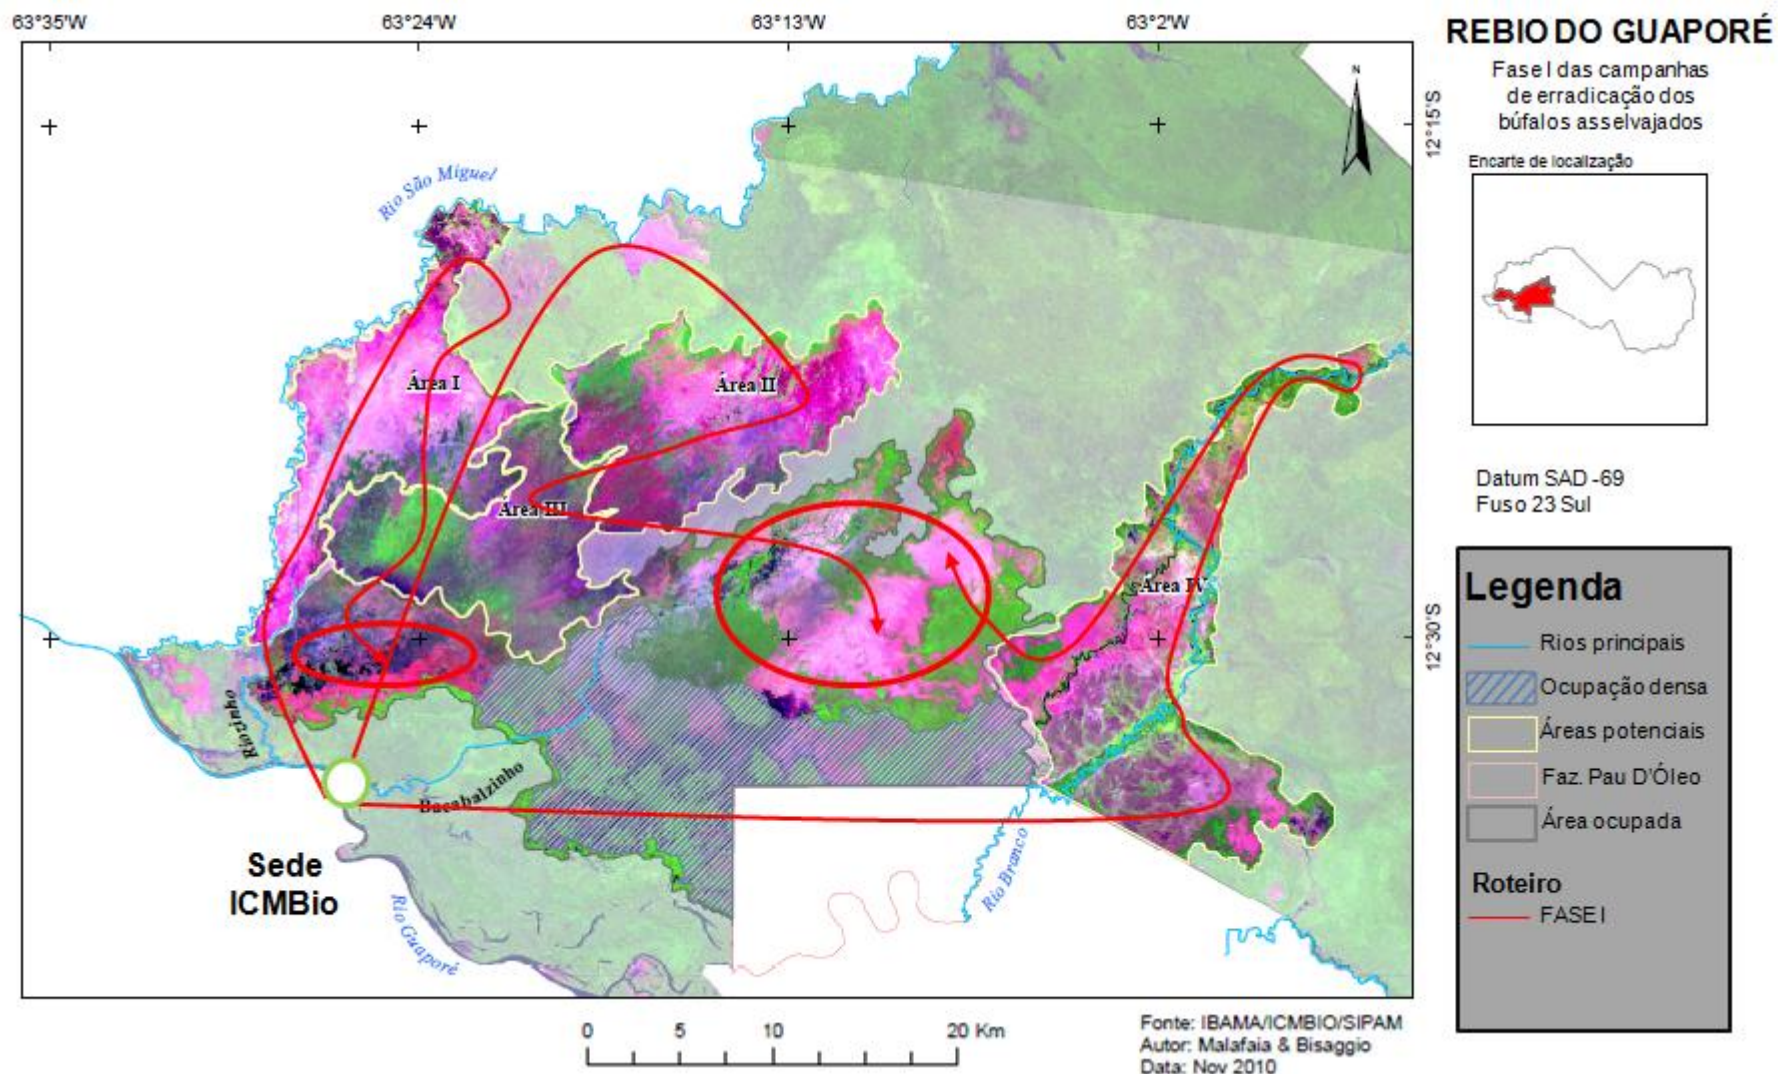 63°35'W
63°24'W
63°13'W
63°2'W
REBIO DO GUAPORÉ
Fase I das campanhas
de erradicação dos
búfalos asselvajados
Encarte de localização
N
12°15'S
Rio São Miguel
Área I
Área II
Área III
Área IV
12°30'S
Datum SAD -69
Fuso 23 Sul
Legenda
Rios principais
Ocupação densa
Áreas potenciais
Faz. Pau D'Óleo
Área ocupada
Roteiro
FASE I
Riozinho
Bacabalzinho
Sede
ICMBio
Rio Guaporé
Rio Branco
0 5 10 20 Km
Fonte: IBAMA/ICMBIO/SIPAM
Autor: Malafaia & Bisaggio
Data: Nov 2010